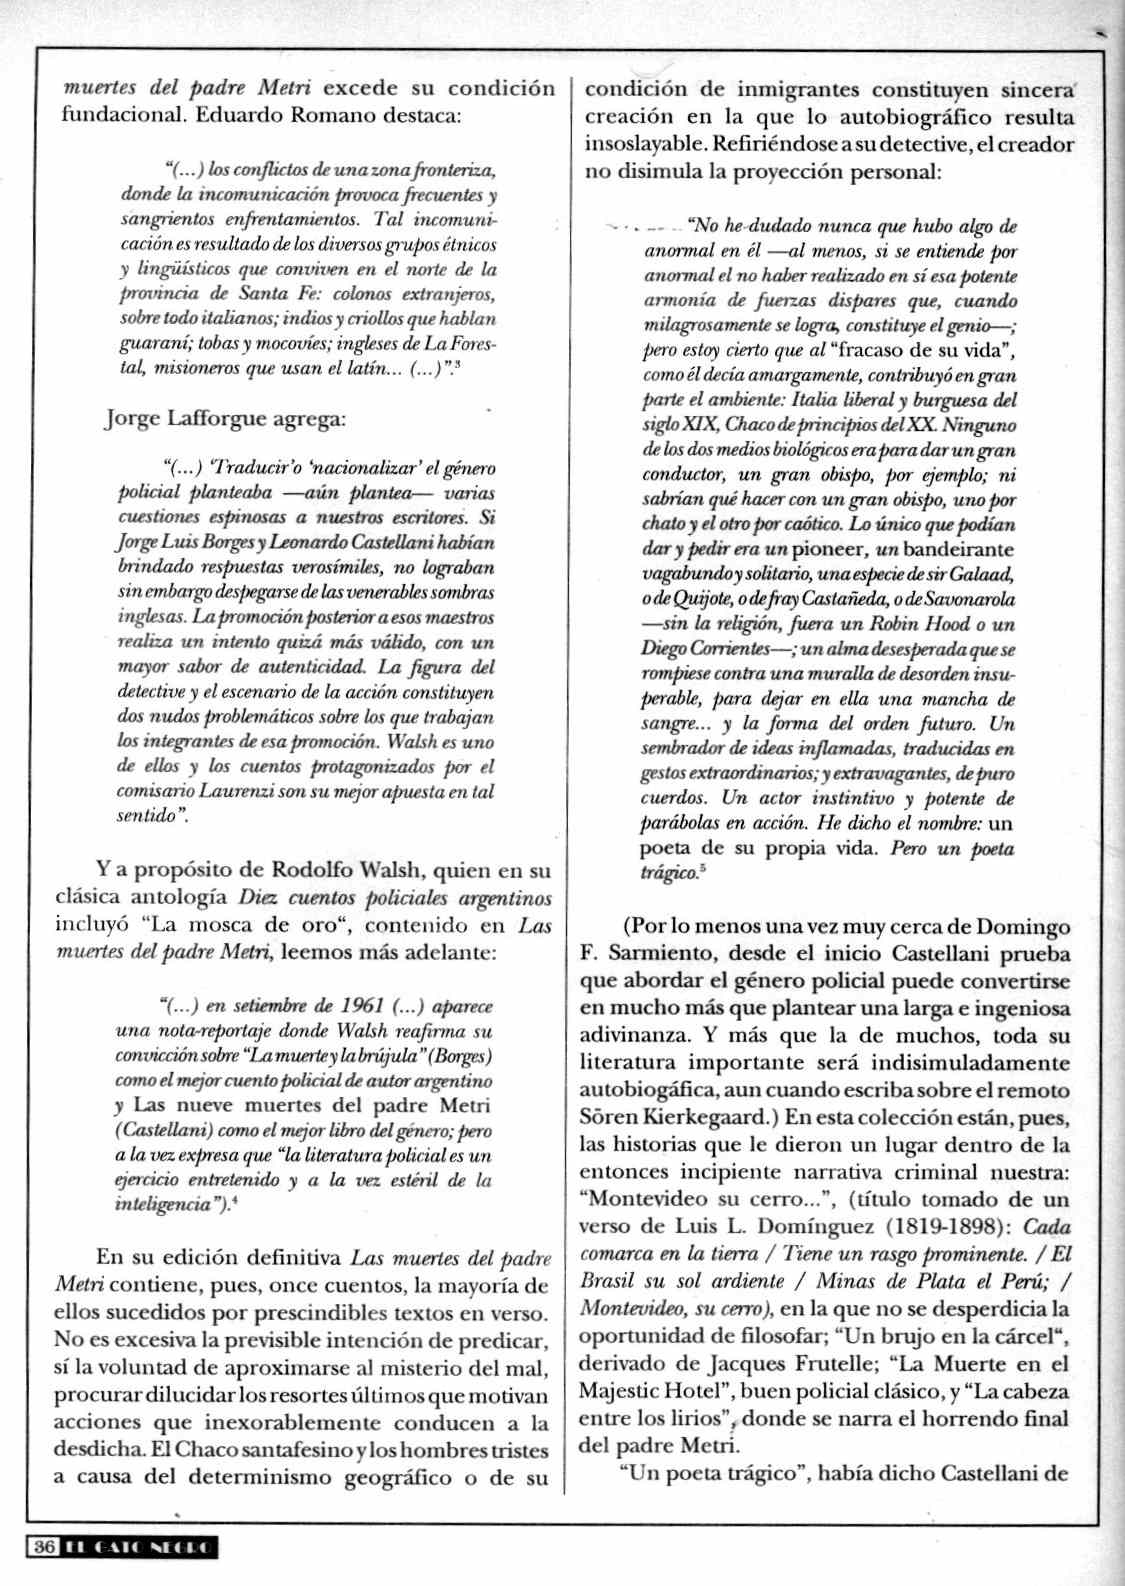 muertes del padre Metri excede su condición
fundacional. Eduardo Romano destaca:
“(...) los conflictos de una zona fronteriza,
donde la incomunicación provoca frecuentes y
sangrientos enfrentamientos. Tal incomuni-
cación es resultado de los diversos grupos étnicos
y lingüísticos que conviven en el norte de la
provincia de Santa Fe: colonos extranjeros,
sobre todo italianos; indios y criollos que hablan
guaraní; tobas y mocovíes; ingleses de La Fores-
tal, misioneros que usan el latín... (...)”.³
Jorge Lafforgue agrega:
“(...) ‘Traducir’o ‘nacionalizar’ el género
policial planteaba —aún plantea— varias
cuestiones espinosas a nuestros escritores. Si
Jorge Luis Borges y Leonardo Castellani habían
brindado respuestas verosímiles, no lograban
sin embargo despegarse de las venerables sombras
inglesas. La promoción posterior a esos maestros
realiza un intento quizá más válido, con un
mayor sabor de autenticidad. La figura del
detective y el escenario de la acción constituyen
dos nudos problemáticos sobre los que trabajan
los integrantes de esa promoción. Walsh es uno
de ellos y los cuentos protagonizados por el
comisario Laurenzi son su mejor apuesta en tal
sentido”.
Y a propósito de Rodolfo Walsh, quien en su
clásica antología Diez cuentos policiales argentinos
incluyó “La mosca de oro“, contenido en Las
muertes del padre Metri, leemos más adelante:
“(...) en setiembre de 1961 (...) aparece
una nota-reportaje donde Walsh reafirma su
convicción sobre “La muerte y la brújula” (Borges)
como el mejor cuento policial de autor argentino
y Las nueve muertes del padre Metri
(Castellani) como el mejor libro del género; pero
a la vez expresa que “la literatura policial es un
ejercicio entretenido y a la vez estéril de la
inteligencia”).⁴
En su edición definitiva Las muertes del padre
Metri contiene, pues, once cuentos, la mayoría de
ellos sucedidos por prescindibles textos en verso.
No es excesiva la previsible intención de predicar,
sí la voluntad de aproximarse al misterio del mal,
procurar dilucidar los resortes últimos que motivan
acciones que inexorablemente conducen a la
desdicha. El Chaco santafesino y los hombres tristes
a causa del determinismo geográfico o de su
condición de inmigrantes constituyen sincera
creación en la que lo autobiográfico resulta
insoslayable. Refiriéndose a su detective, el creador
no disimula la proyección personal:
“No he dudado nunca que hubo algo de
anormal en él —al menos, si se entiende por
anormal el no haber realizado en sí esa potente
armonía de fuerzas dispares que, cuando
milagrosamente se logra, constituye el genio—;
pero estoy cierto que al “fracaso de su vida”,
como él decía amargamente, contribuyó en gran
parte el ambiente: Italia liberal y burguesa del
siglo XIX, Chaco de principios del XX. Ninguno
de los dos medios biológicos era para dar un gran
conductor, un gran obispo, por ejemplo; ni
sabrían qué hacer con un gran obispo, uno por
chato y el otro por caótico. Lo único que podían
dar y pedir era un pioneer, un bandeirante
vagabundo y solitario, una especie de sir Galaad,
o de Quijote, o de fray Castañeda, o de Savonarola
—sin la religión, fuera un Robin Hood o un
Diego Corrientes—; un alma desesperada que se
rompiese contra una muralla de desorden insu-
perable, para dejar en ella una mancha de
sangre... y la forma del orden futuro. Un
sembrador de ideas inflamadas, traducidas en
gestos extraordinarios; y extravagantes, de puro
cuerdos. Un actor instintivo y potente de
parábolas en acción. He dicho el nombre: un
poeta de su propia vida. Pero un poeta
trágico.⁵
(Por lo menos una vez muy cerca de Domingo
F. Sarmiento, desde el inicio Castellani prueba
que abordar el género policial puede convertirse
en mucho más que plantear una larga e ingeniosa
adivinanza. Y más que la de muchos, toda su
literatura importante será indisimuladamente
autobiogáfica, aun cuando escriba sobre el remoto
Sören Kierkegaard.) En esta colección están, pues,
las historias que le dieron un lugar dentro de la
entonces incipiente narrativa criminal nuestra:
“Montevideo su cerro...”, (título tomado de un
verso de Luis L. Domínguez (1819-1898): Cada
comarca en la tierra / Tiene un rasgo prominente. / El
Brasil su sol ardiente / Minas de Plata el Perú; /
Montevideo, su cerro), en la que no se desperdicia la
oportunidad de filosofar; “Un brujo en la cárcel“,
derivado de Jacques Frutelle; “La Muerte en el
Majestic Hotel”, buen policial clásico, y “La cabeza
entre los lirios”, donde se narra el horrendo final
del padre Metri.
“Un poeta trágico”, había dicho Castellani de
36 EL GATO NEGRO